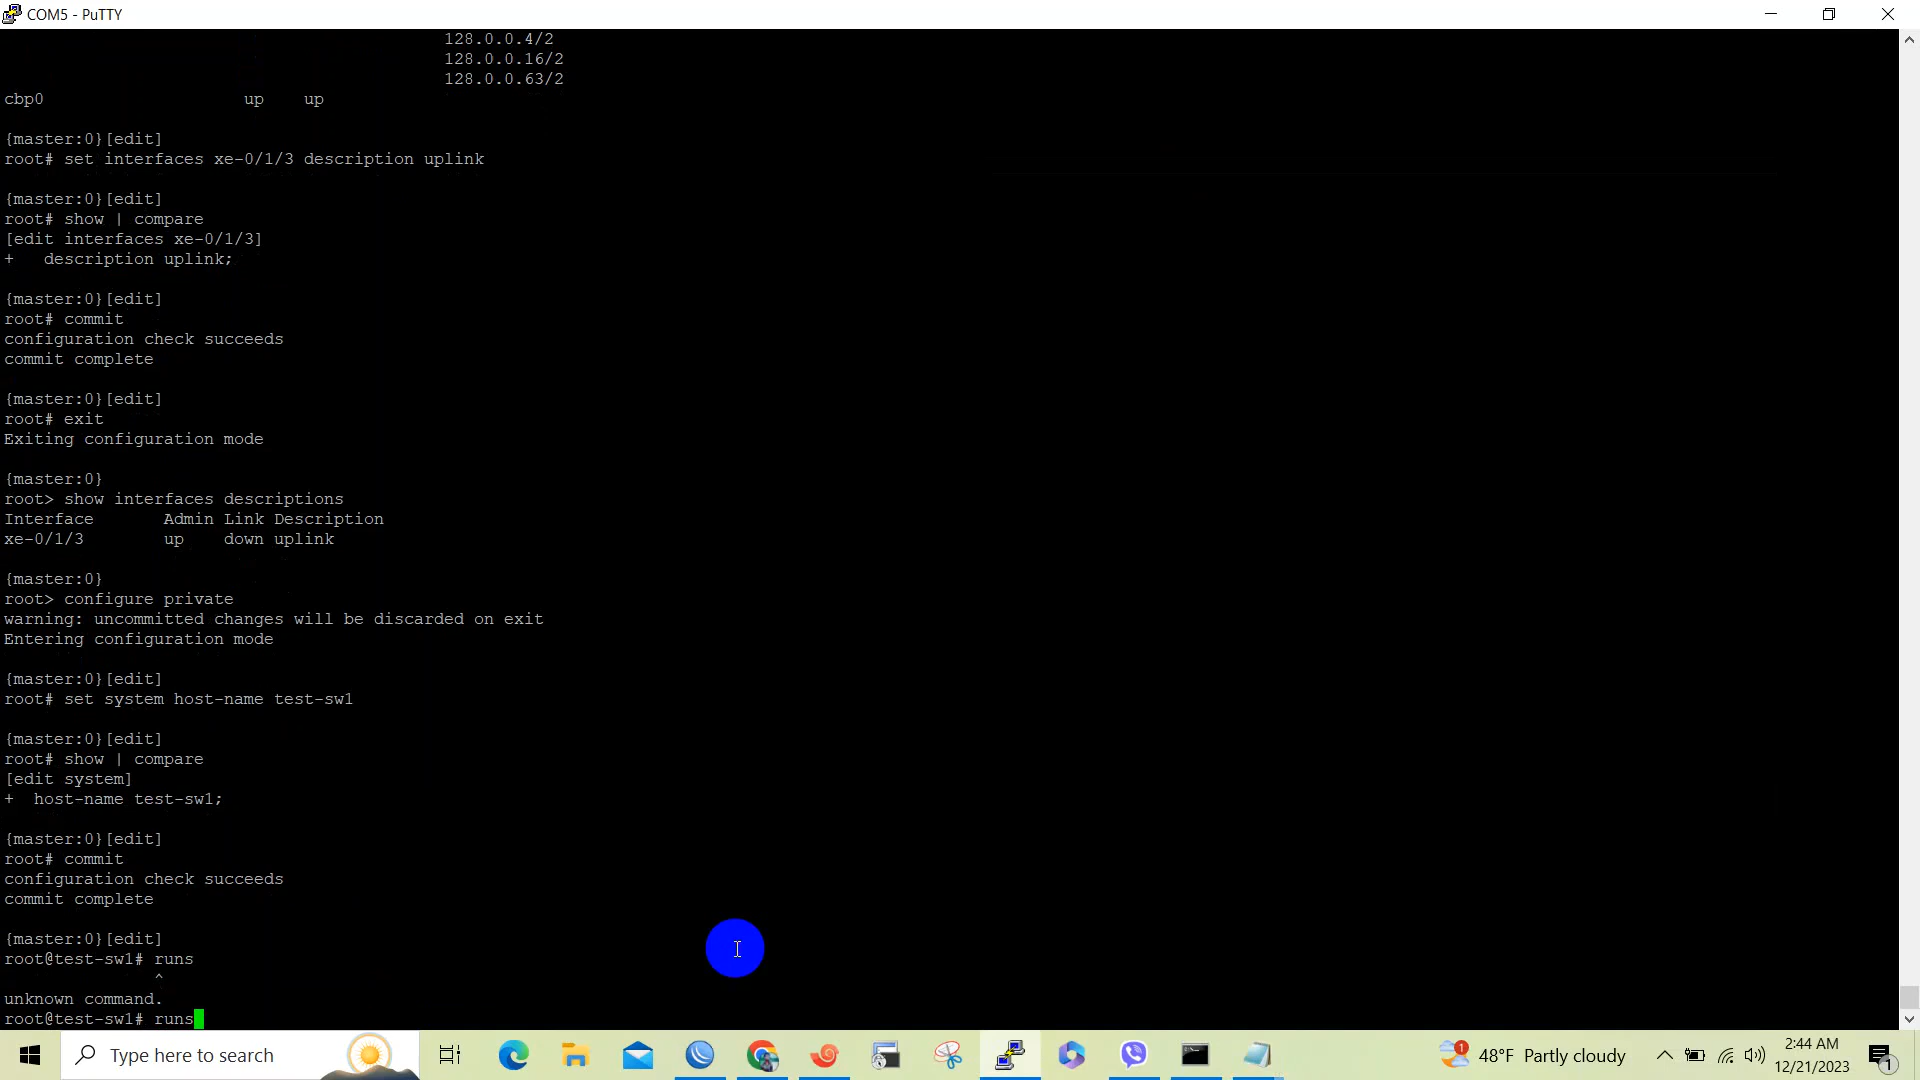 COM5 - PuTTY
128.0.0.4/2
128.0.0.16/2
128.0.0.63/2
cbp0 up up
{master:0}[edit]
root# set interfaces xe-0/1/3 description uplink
{master:0}[edit]
root# show | compare
[edit interfaces xe-0/1/3]
+ description uplink;
{master:0}[edit]
root# commit
configuration check succeeds
commit complete
{master:0}[edit]
root# exit
Exiting configuration mode
{master:0}
root> show interfaces descriptions
Interface Admin Link Description
xe-0/1/3 up down uplink
{master:0}
root> configure private
warning: uncommitted changes will be discarded on exit
Entering configuration mode
{master:0}[edit]
root# set system host-name test-sw1
{master:0}[edit]
root# show | compare
[edit system]
+ host-name test-sw1;
{master:0}[edit]
root# commit
configuration check succeeds
commit complete
{master:0}[edit]
root@test-sw1# runs
^
unknown command.
root@test-sw1# runs
Type here to search
1
48°F Partly cloudy
2:44 AM
12/21/2023
1